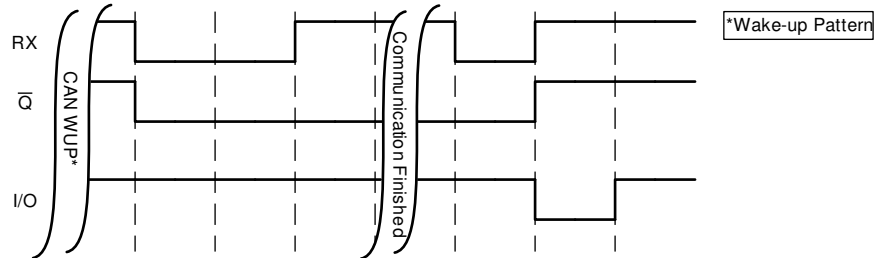 RX
*Wake-up Pattern
Q̅
I/O
CAN WUP*
Communication Finished